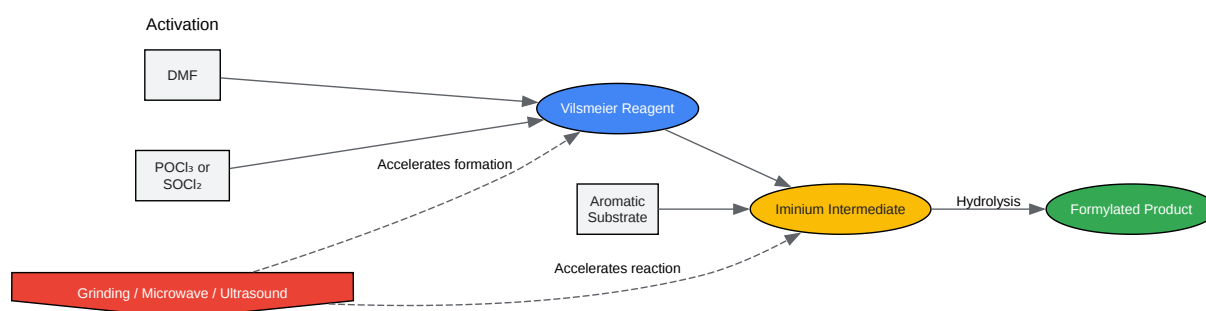 Activation
DMF
Vilsmeier Reagent
POCl₃ or
SOCl₂
Accelerates formation
Aromatic
Substrate
Iminium Intermediate
Hydrolysis
Formylated Product
Accelerates reaction
Grinding / Microwave / Ultrasound